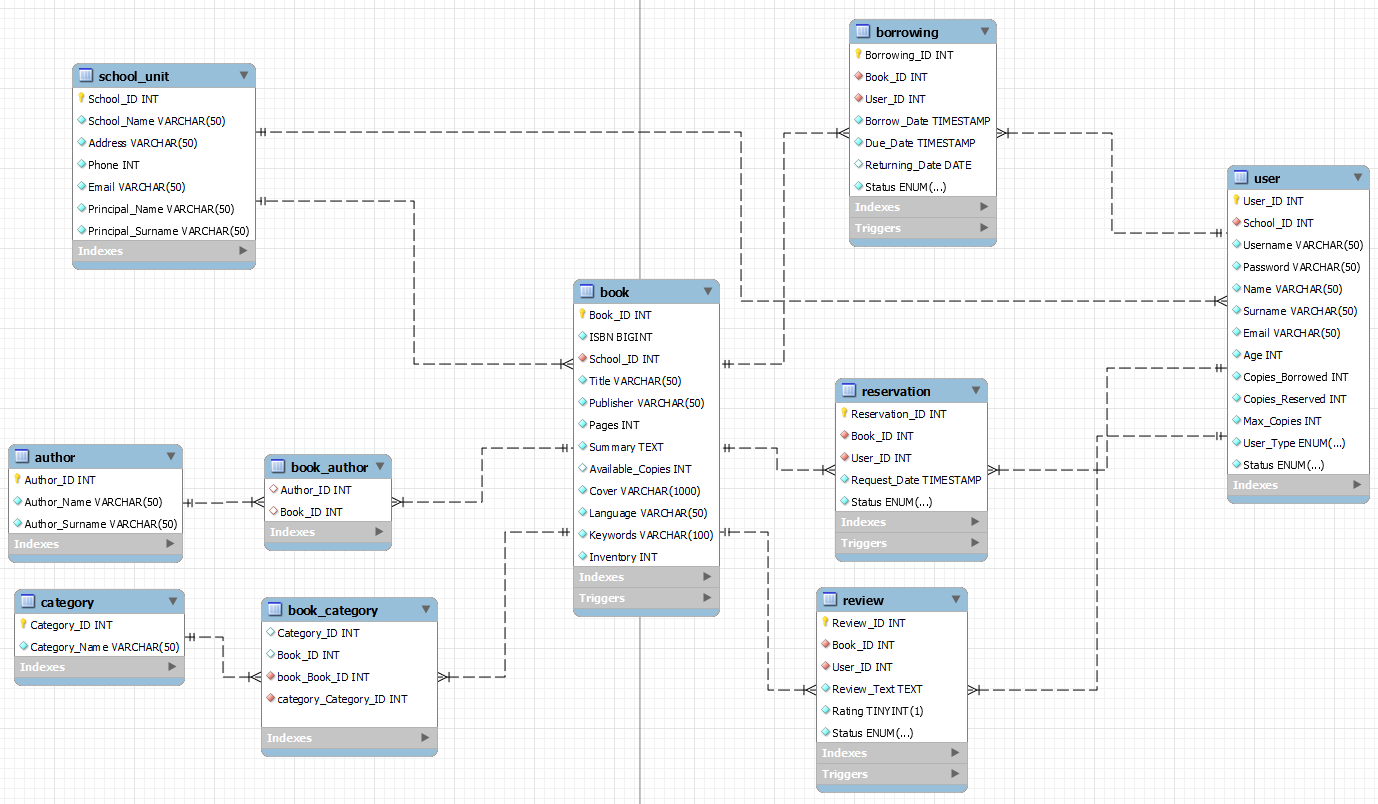 school_unit
School_ID INT
School_Name VARCHAR(50)
Address VARCHAR(50)
Phone INT
Email VARCHAR(50)
Principal_Name VARCHAR(50)
Principal_Surname VARCHAR(50)
Indexes
borrowing
Borrowing_ID INT
Book_ID INT
User_ID INT
Borrow_Date TIMESTAMP
Due_Date TIMESTAMP
Returning_Date DATE
Status ENUM(...)
Indexes
Triggers
user
User_ID INT
School_ID INT
Username VARCHAR(50)
Password VARCHAR(50)
Name VARCHAR(50)
Surname VARCHAR(50)
Email VARCHAR(50)
Age INT
Copies_Borrowed INT
Copies_Reserved INT
Max_Copies INT
User_Type ENUM(...)
Status ENUM(...)
Indexes
book
Book_ID INT
ISBN BIGINT
School_ID INT
Title VARCHAR(50)
Publisher VARCHAR(50)
Pages INT
Summary TEXT
Available_Copies INT
Cover VARCHAR(1000)
Language VARCHAR(50)
Keywords VARCHAR(100)
Inventory INT
Indexes
Triggers
reservation
Reservation_ID INT
Book_ID INT
User_ID INT
Request_Date TIMESTAMP
Status ENUM(...)
Indexes
Triggers
author
Author_ID INT
Author_Name VARCHAR(50)
Author_Surname VARCHAR(50)
Indexes
book_author
Author_ID INT
Book_ID INT
Indexes
category
Category_ID INT
Category_Name VARCHAR(50)
Indexes
book_category
Category_ID INT
Book_ID INT
book_Book_ID INT
category_Category_ID INT
Indexes
review
Review_ID INT
Book_ID INT
User_ID INT
Review_Text TEXT
Rating TINYINT(1)
Status ENUM(...)
Indexes
Triggers